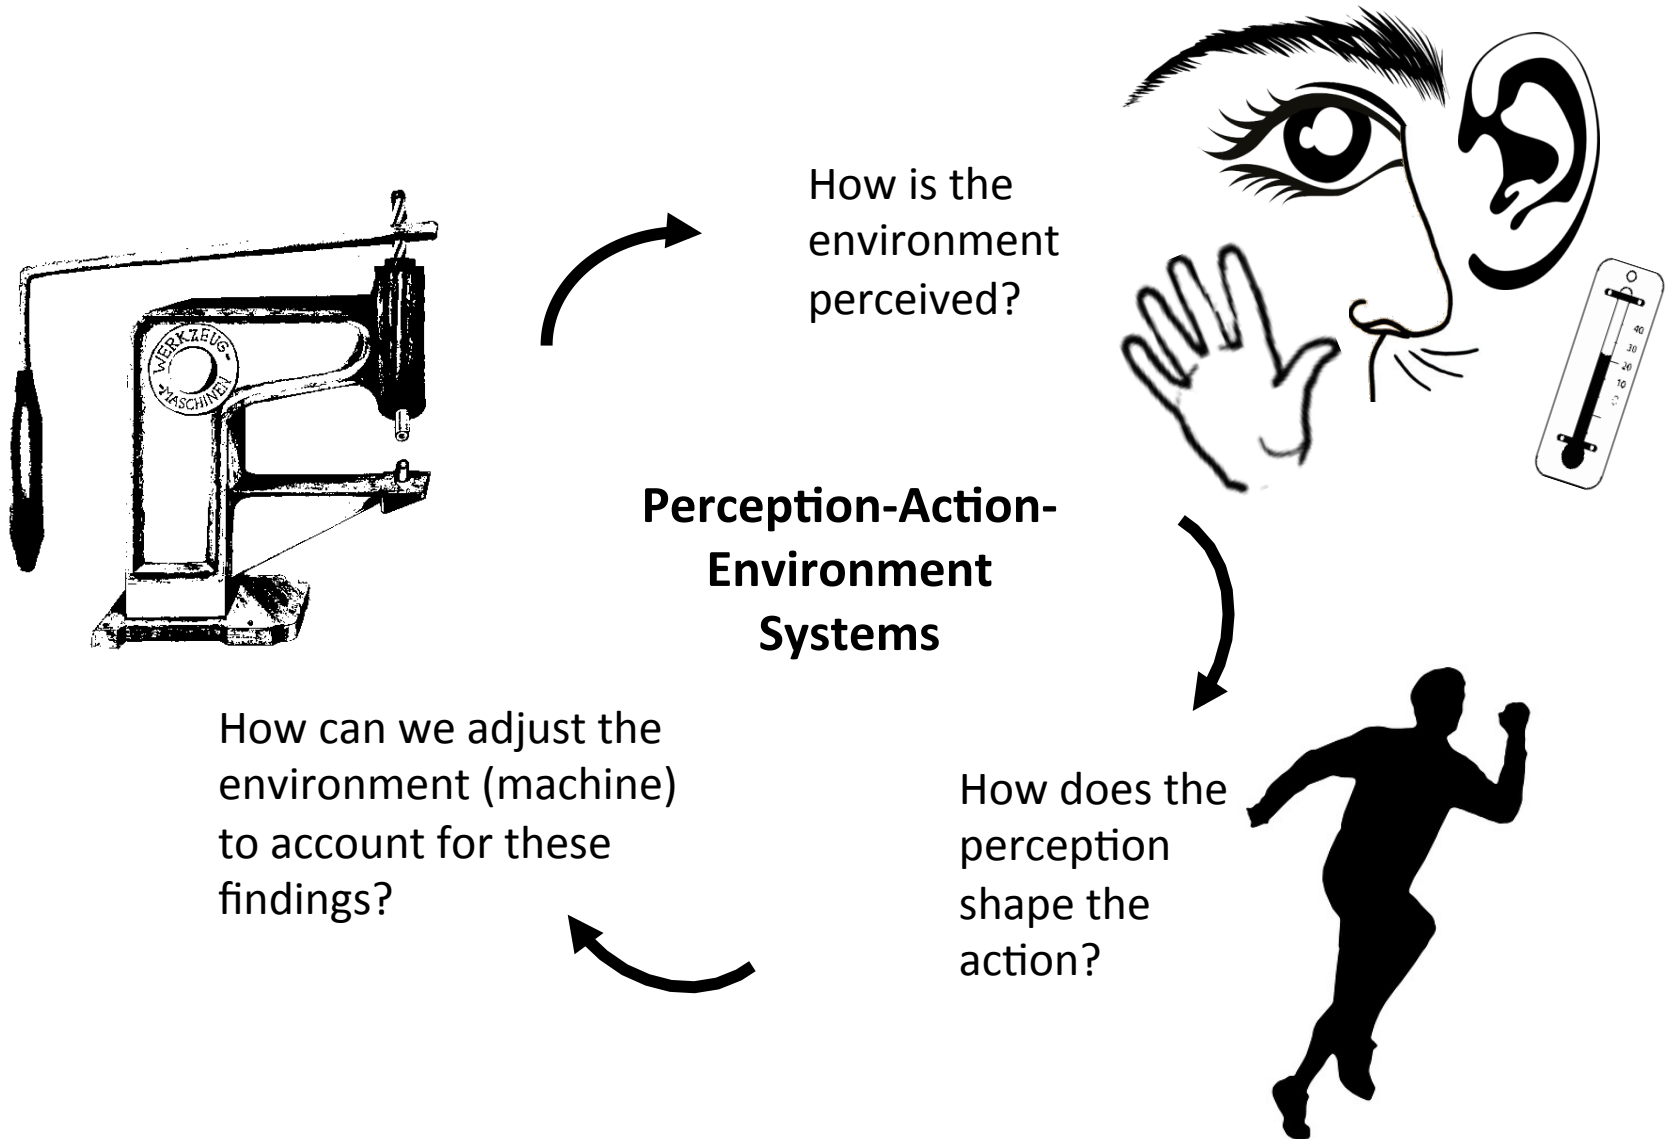 How is the
environment
perceived?
WERKZEUG-
-MASCHINEN
40
30
20
10
Perception-Action-
Environment
Systems
How can we adjust the
environment (machine)
to account for these
findings?
How does the
perception
shape the
action?